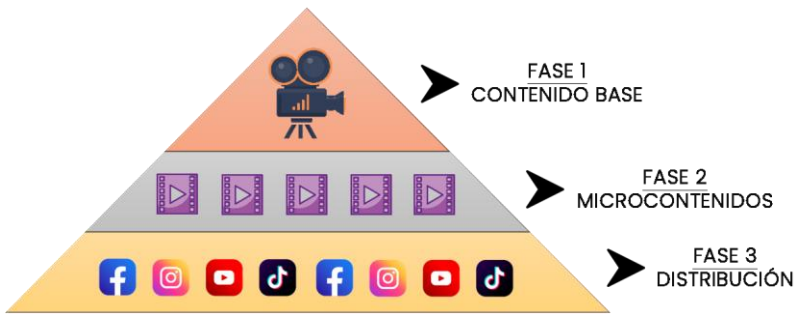 FASE 1
CONTENIDO BASE
FASE 2
MICROCONTENIDOS
FASE 3
DISTRIBUCIÓN